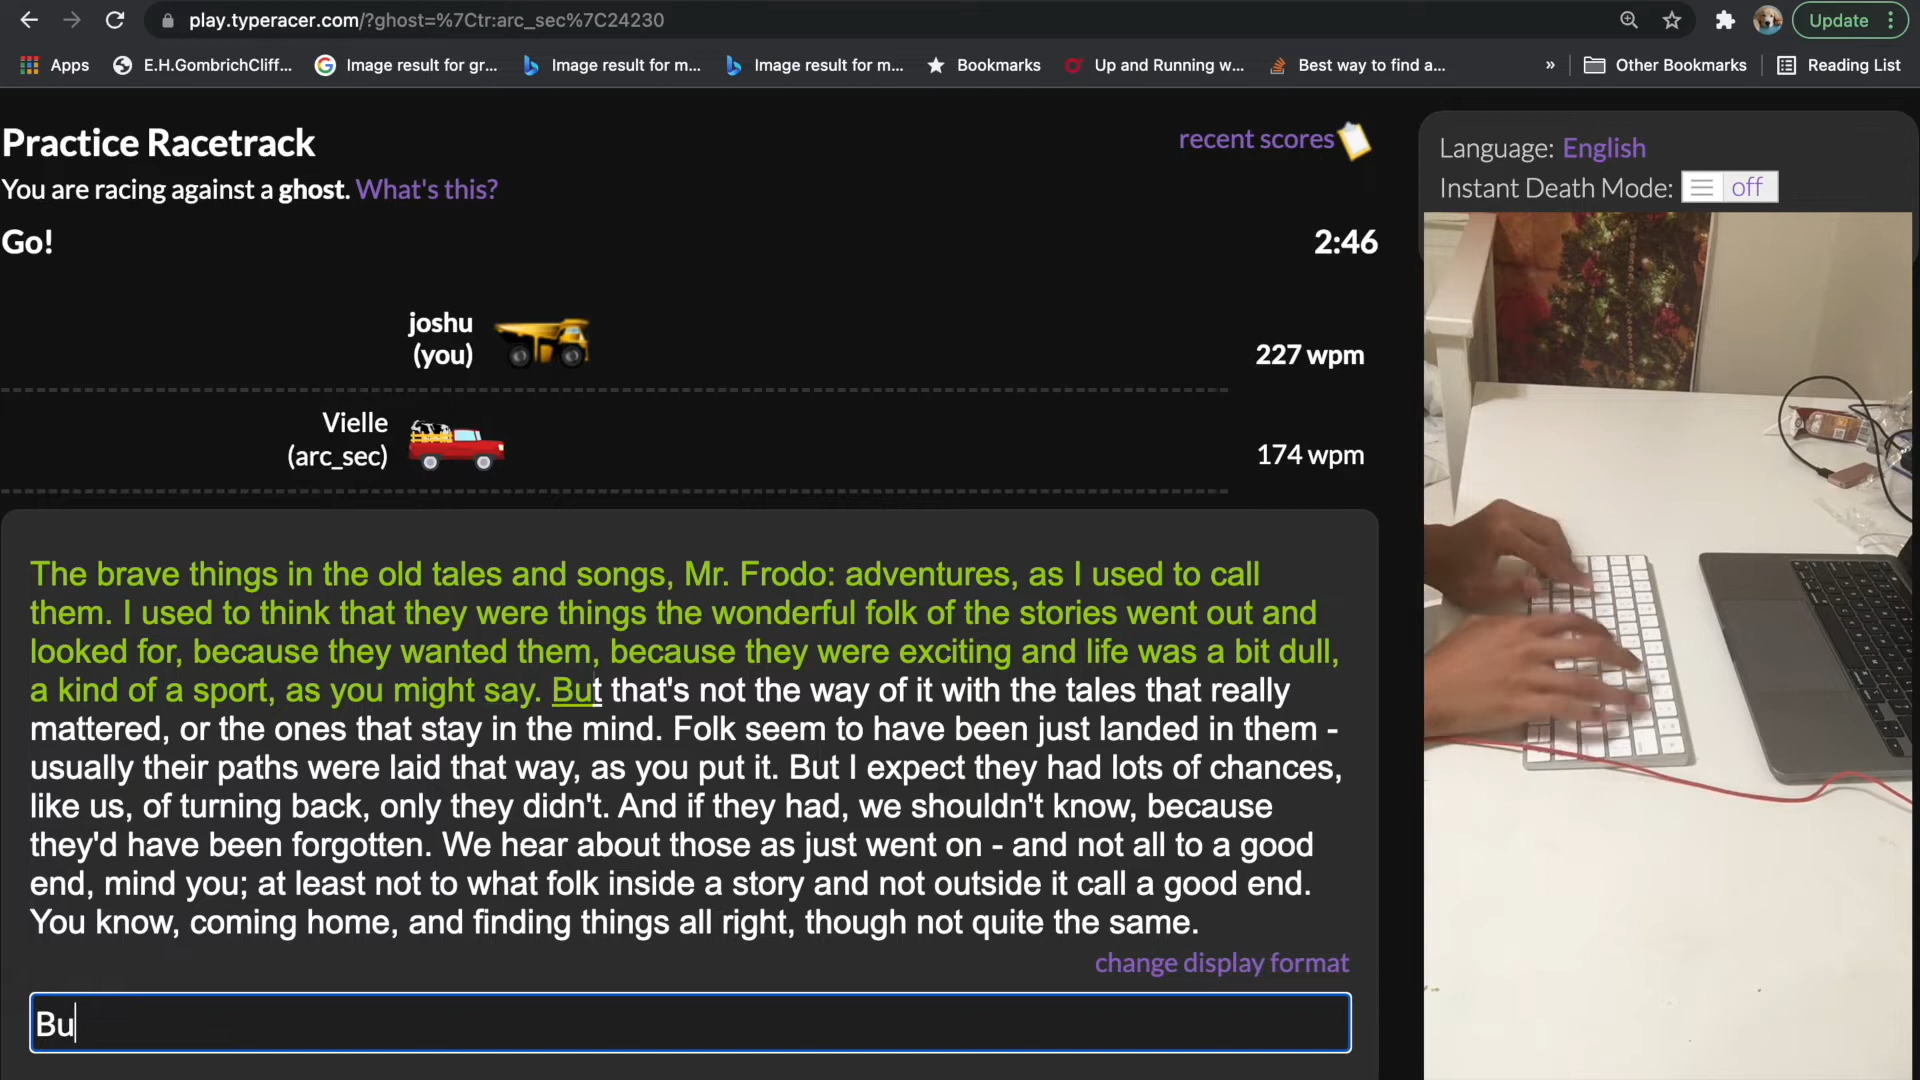 play.typeracer.com/?ghost=%7Ctr:arc_sec%7C24230
Update
Apps
E.H.GombrichCliff...
Image result for gr...
Image result for m...
Image result for m...
Bookmarks
Up and Running w...
Best way to find a...
»
Other Bookmarks
Reading List
Practice Racetrack
recent scores
You are racing against a ghost. What's this?
Go!
2:46
joshu
(you)
227 wpm
Vielle
(arc_sec)
174 wpm
The brave things in the old tales and songs, Mr. Frodo: adventures, as I used to call
them. I used to think that they were things the wonderful folk of the stories went out and
looked for, because they wanted them, because they were exciting and life was a bit dull,
a kind of a sport, as you might say. But that's not the way of it with the tales that really
mattered, or the ones that stay in the mind. Folk seem to have been just landed in them -
usually their paths were laid that way, as you put it. But I expect they had lots of chances,
like us, of turning back, only they didn't. And if they had, we shouldn't know, because
they'd have been forgotten. We hear about those as just went on - and not all to a good
end, mind you; at least not to what folk inside a story and not outside it call a good end.
You know, coming home, and finding things all right, though not quite the same.
change display format
Bu
Language: English
Instant Death Mode: off